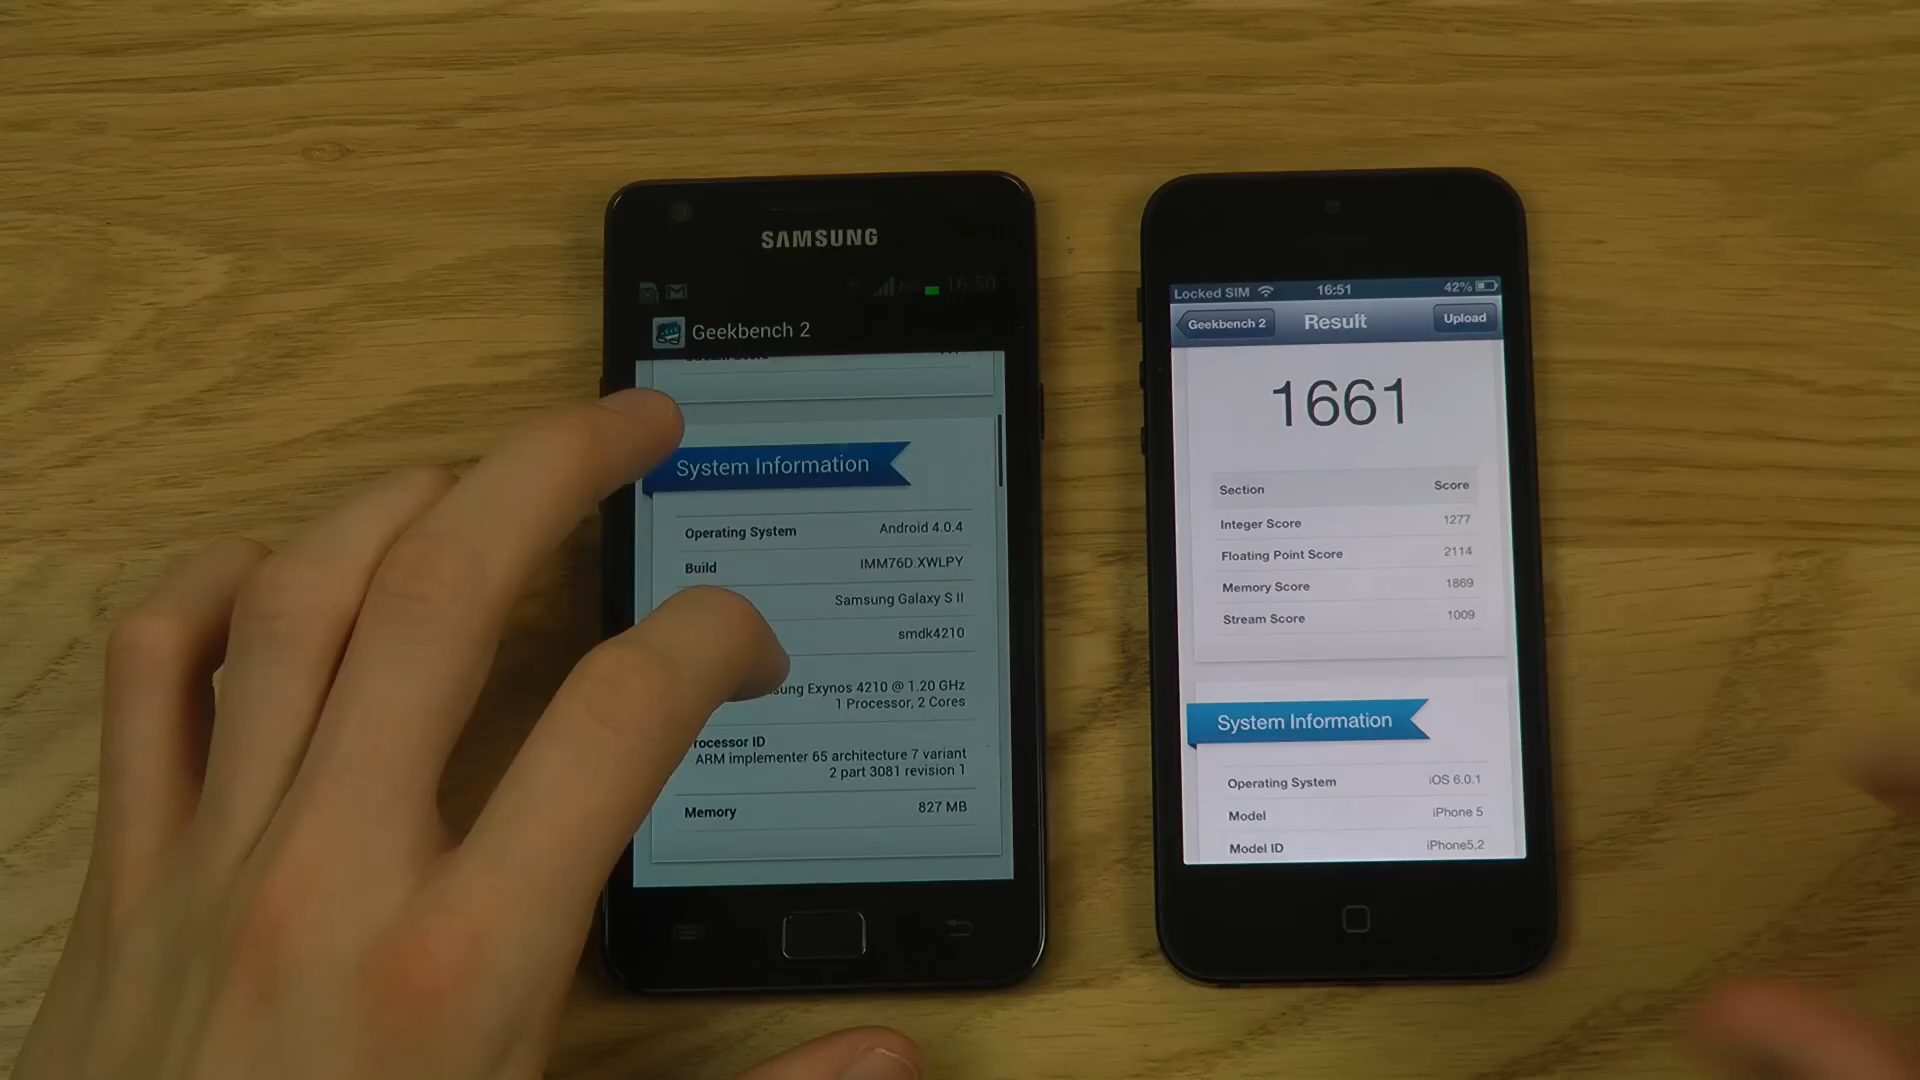 SAMSUNG
16:50
Geekbench 2
System Information
Operating System Android 4.0.4
Build IMM76D.XWLPY
Samsung Galaxy S II
smdk4210
Exynos 4210 @ 1.20 GHz
1 Processor, 2 Cores
Processor ID
ARM implementer 65 architecture 7 variant
2 part 3081 revision 1
Memory 827 MB
Locked SIM 16:51 42%
Geekbench 2 Result Upload
1661
Section Score
Integer Score 1277
Floating Point Score 2114
Memory Score 1869
Stream Score 1009
System Information
Operating System iOS 6.0.1
Model iPhone 5
Model ID iPhone5,2